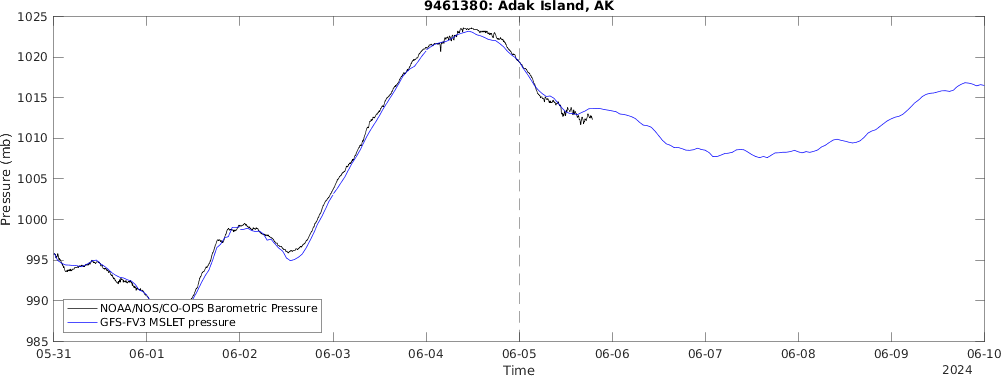 9461380: Adak Island, AK
1025
1020
1015
1010
1005
1000
995
990
985
Pressure (mb)
NOAA/NOS/CO-OPS Barometric Pressure
GFS-FV3 MSLET pressure
05-31 06-01 06-02 06-03 06-04 06-05 06-06 06-07 06-08 06-09 06-10
Time
2024